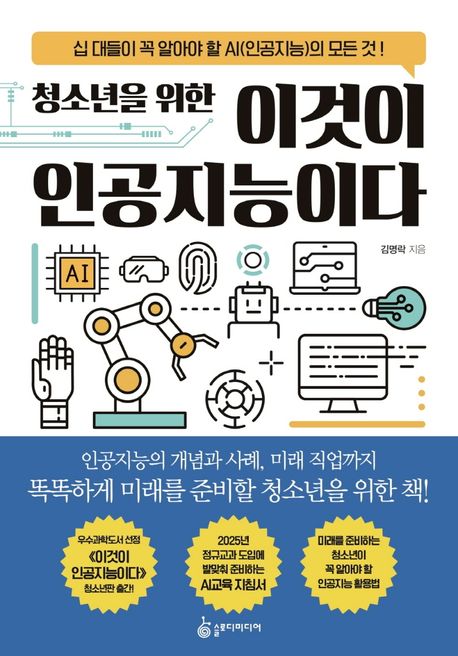 십 대들이 꼭 알아야 할 AI(인공지능)의 모든 것!
청소년을 위한
이것이
인공지능이다
김명락 지음
AI
인공지능의 개념과 사례, 미래 직업까지
똑똑하게 미래를 준비할 청소년을 위한 책!
우수과학도서 선정
《이것이
인공지능이다》
청소년판 출간!
2025년
정규교과 도입에
발맞춰 준비하는
AI교육 지침서
미래를 준비하는
청소년이
꼭 알아야 할
인공지능 활용법
슬로디미디어